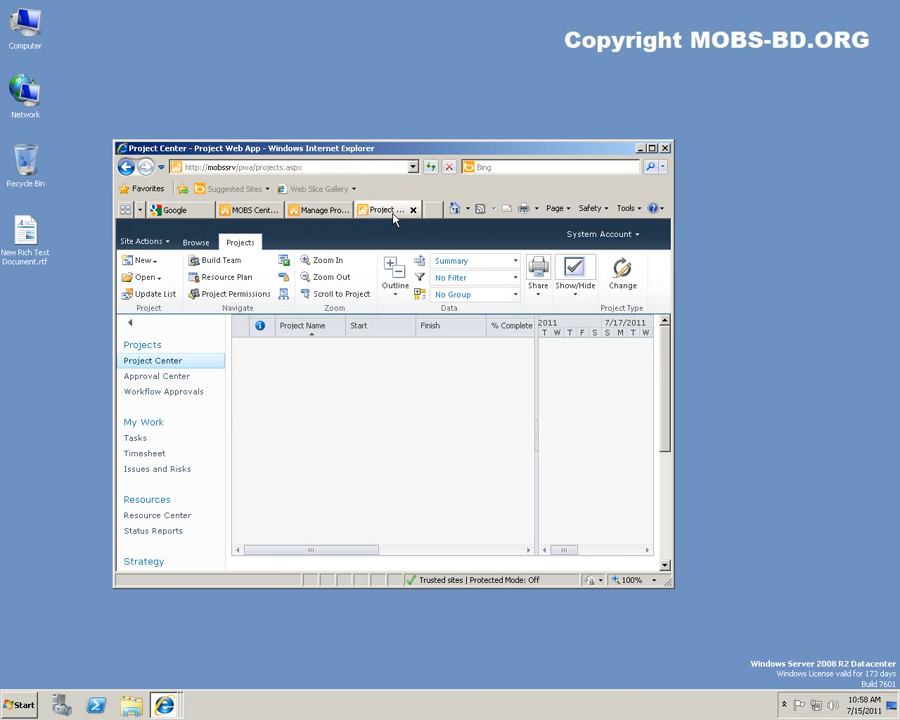 Computer
Network
Recycle Bin
New Rich Text
Document.rtf
Copyright MOBS-BD.ORG
Project Center - Project Web App - Windows Internet Explorer
http://mobssrv/pwa/projects.aspx
Bing
Favorites
Suggested Sites
Web Slice Gallery
Google
MOBS Cent...
Manage Pro...
Project ...
Page
Safety
Tools
Site Actions
Browse
Projects
System Account
New
Build Team
Zoom In
Summary
Open
Resource Plan
Zoom Out
No Filter
Update List
Project Permissions
Scroll to Project
No Group
Outline
Share
Show/Hide
Change
Project
Navigate
Zoom
Data
Project Type
Project Name
Start
Finish
% Complete
2011
7/17/2011
T W T F S S M T W
Projects
Project Center
Approval Center
Workflow Approvals
My Work
Tasks
Timesheet
Issues and Risks
Resources
Resource Center
Status Reports
Strategy
Trusted sites | Protected Mode: Off
100%
Windows Server 2008 R2 Datacenter
Windows License valid for 173 days
Build 7601
Start
10:58 AM
7/15/2011